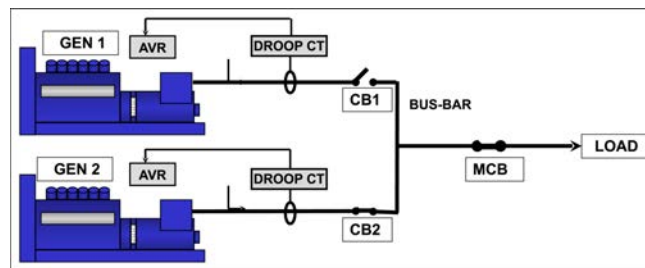 GEN 1
AVR
DROOP CT
CB1
BUS-BAR
MCB
LOAD
GEN 2
AVR
DROOP CT
CB2